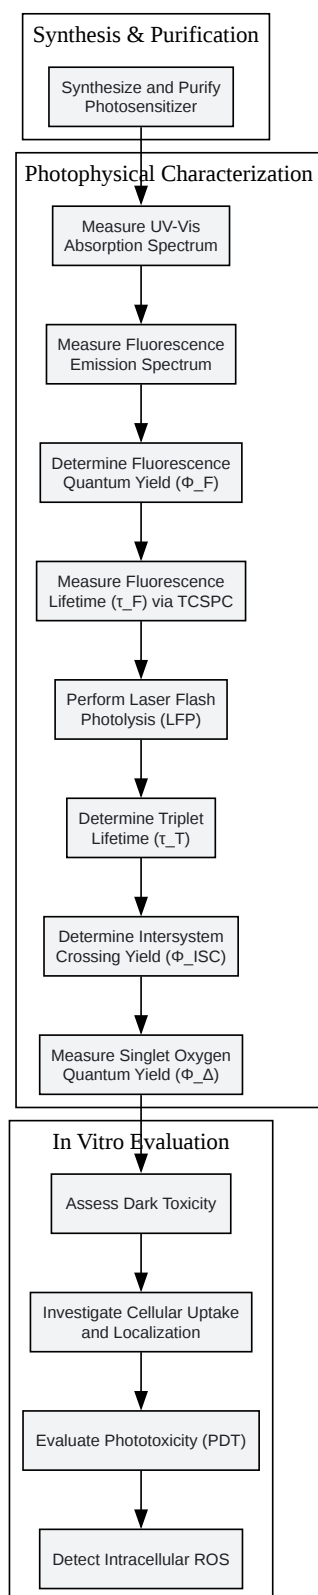 Synthesis & Purification
Synthesize and Purify
Photosensitizer
Photophysical Characterization
Measure UV-Vis
Absorption Spectrum
Measure Fluorescence
Emission Spectrum
Determine Fluorescence
Quantum Yield (Φ_F)
Measure Fluorescence
Lifetime (τ_F) via TCSPC
Perform Laser Flash
Photolysis (LFP)
Determine Triplet
Lifetime (τ_T)
Determine Intersystem
Crossing Yield (Φ_ISC)
Measure Singlet Oxygen
Quantum Yield (Φ_Δ)
In Vitro Evaluation
Assess Dark Toxicity
Investigate Cellular Uptake
and Localization
Evaluate Phototoxicity (PDT)
Detect Intracellular ROS